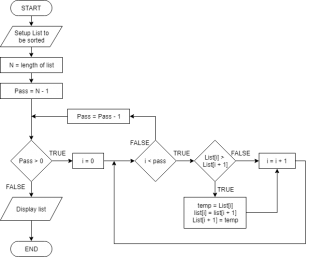 START
Setup List to
be sorted
N = length of list
Pass = N - 1
Pass = Pass - 1
FALSE
Pass > 0
TRUE
i = 0
i < pass
TRUE
List[i] >
List[i + 1]
FALSE
i = i + 1
FALSE
TRUE
Display list
temp = List[i]
list[i] = list[i + 1]
List[i + 1] = temp
END